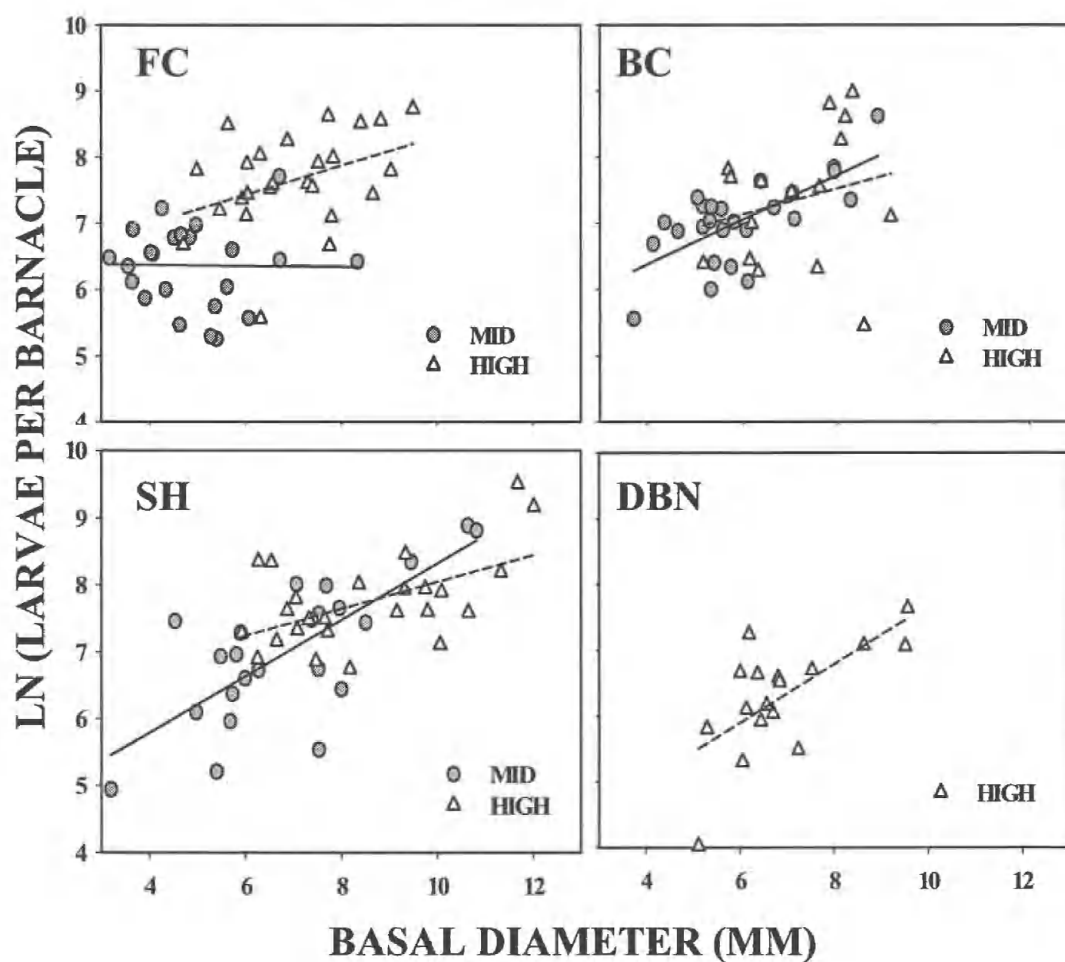 LN (LARVAE PER BARNACLE)
10
9
8
7
6
5
4
FC
MID
HIGH
BC
MID
HIGH
10
9
8
7
6
5
4
SH
MID
HIGH
DBN
HIGH
4 6 8 10 12
4 6 8 10 12
BASAL DIAMETER (MM)